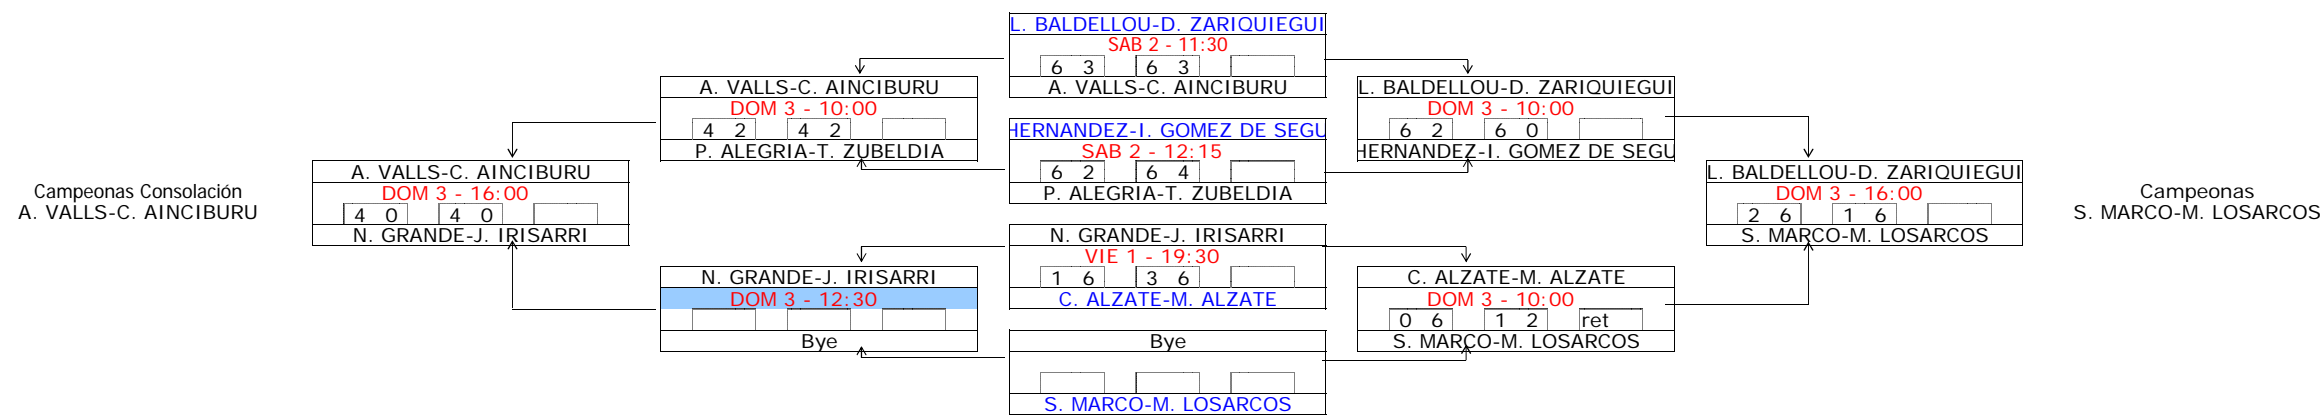 L. BALDELLOU-D. ZARIQUIEGUI
SAB 2 - 11:30
6 3 6 3
A. VALLS-C. AINCIBURU
HERNANDEZ-I. GOMEZ DE SEGU
SAB 2 - 12:15
6 2 6 4
P. ALEGRIA-T. ZUBELDIA
N. GRANDE-J. IRISARRI
VIE 1 - 19:30
1 6 3 6
C. ALZATE-M. ALZATE
Bye
S. MARCO-M. LOSARCOS
A. VALLS-C. AINCIBURU
DOM 3 - 10:00
4 2 4 2
P. ALEGRIA-T. ZUBELDIA
N. GRANDE-J. IRISARRI
DOM 3 - 12:30
Bye
A. VALLS-C. AINCIBURU
DOM 3 - 16:00
4 0 4 0
N. GRANDE-J. IRISARRI
Campeonas Consolación
A. VALLS-C. AINCIBURU
L. BALDELLOU-D. ZARIQUIEGUI
DOM 3 - 10:00
6 2 6 0
HERNANDEZ-I. GOMEZ DE SEGU
C. ALZATE-M. ALZATE
DOM 3 - 10:00
0 6 1 2 ret
S. MARCO-M. LOSARCOS
L. BALDELLOU-D. ZARIQUIEGUI
DOM 3 - 16:00
2 6 1 6
S. MARCO-M. LOSARCOS
Campeonas
S. MARCO-M. LOSARCOS